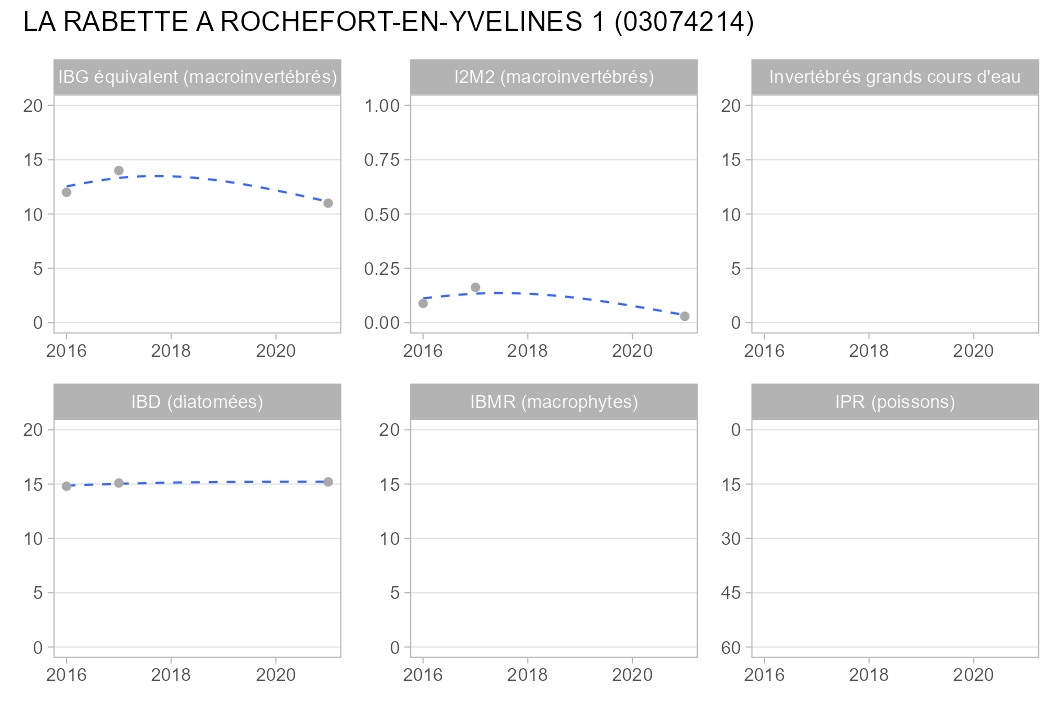 LA RABETTE A ROCHEFORT-EN-YVELINES 1 (03074214)
IBG équivalent (macroinvertébrés)
20
15
10
5
0
2016 2018 2020
I2M2 (macroinvertébrés)
1.00
0.75
0.50
0.25
0.00
2016 2018 2020
Invertébrés grands cours d'eau
20
15
10
5
0
2016 2018 2020
IBD (diatomées)
20
15
10
5
0
2016 2018 2020
IBMR (macrophytes)
20
15
10
5
0
2016 2018 2020
IPR (poissons)
0
15
30
45
60
2016 2018 2020